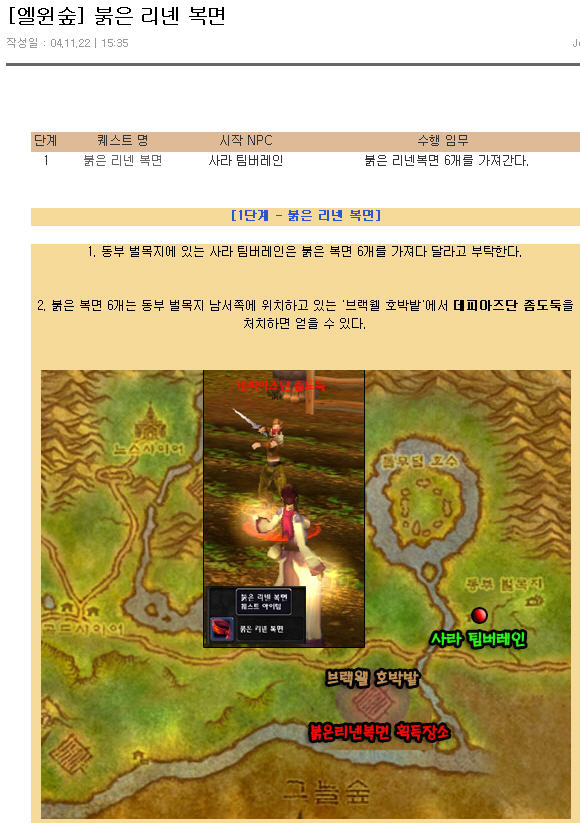 [엘윈숲] 붉은 리넨 복면
작성일 : 04.11.22 | 15:35
단계 퀘스트 명 시작 NPC 수행 임무
1 붉은 리넨 복면 사라 팀버레인 붉은 리넨복면 6개를 가져간다.
[1단계 - 붉은 리넨 복면]
1. 동부 벌목지에 있는 사라 팀버레인은 붉은 복면 6개를 가져다 달라고 부탁한다.
2. 붉은 복면 6개는 동부 벌목지 남서쪽에 위치하고 있는 '브랙웰 호박밭'에서 데피아즈단 좀도둑을
처치하면 얻을 수 있다.
데피아즈단 좀도둑
노스샤이어
돌무덤 호수
동부 벌목지
붉은 리넨 복면
퀘스트 아이템
붉은 리넨 복면
골드샤이어
사라 팀버레인
브랙웰 호박밭
붉은리넨복면 획득장소
그늘숲